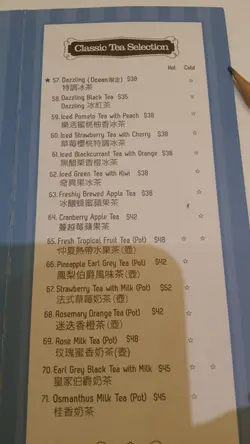 Classic Tea Selection
Hot Cold
★ 57. Dazzling (Ocean限定) $38 ☆
特調冰茶
58. Dazzling Black Tea $35 ☆
Dazzling 冰紅茶
59. Iced Pomelo Tea with Peach $38 ☆
樂派蜜桃柚香冰茶
60. Iced Strawberry Tea with Cherry $38 ☆
草莓櫻桃特調冰茶
61. Iced Blackcurrant Tea with Orange $38 ☆
黑醋栗香橙冰茶
62. Iced Green Tea with Kiwi $38 ☆
奇異果冰茶
63. Freshly Brewed Apple Tea $38 ☆
冰釀蜂蜜蘋果茶
64. Cranberry Apple Tea $42 ☆
蔓越莓蘋果茶
65. Fresh Tropical Fruit Tea (Pot) $48 ☆ ☆
仲夏熱帶水果茶(壺)
66. Pineapple Earl Grey Tea (Pot) $42 ☆
鳳梨伯爵風味茶(壺)
67. Strawberry Tea with Milk (Pot) $52 ☆
法式草莓奶茶(壺)
68. Rosemary Orange Tea (Pot) $42 ☆
迷迭香橙茶(壺)
69. Rose Milk Tea (Pot) $48 ☆
玫瑰蜜香奶茶(壺)
70. Earl Grey Black Tea with Milk $45 ☆ ☆
皇家伯爵奶茶
71. Osmanthus Milk Tea (Pot) $45 ☆
桂香奶茶